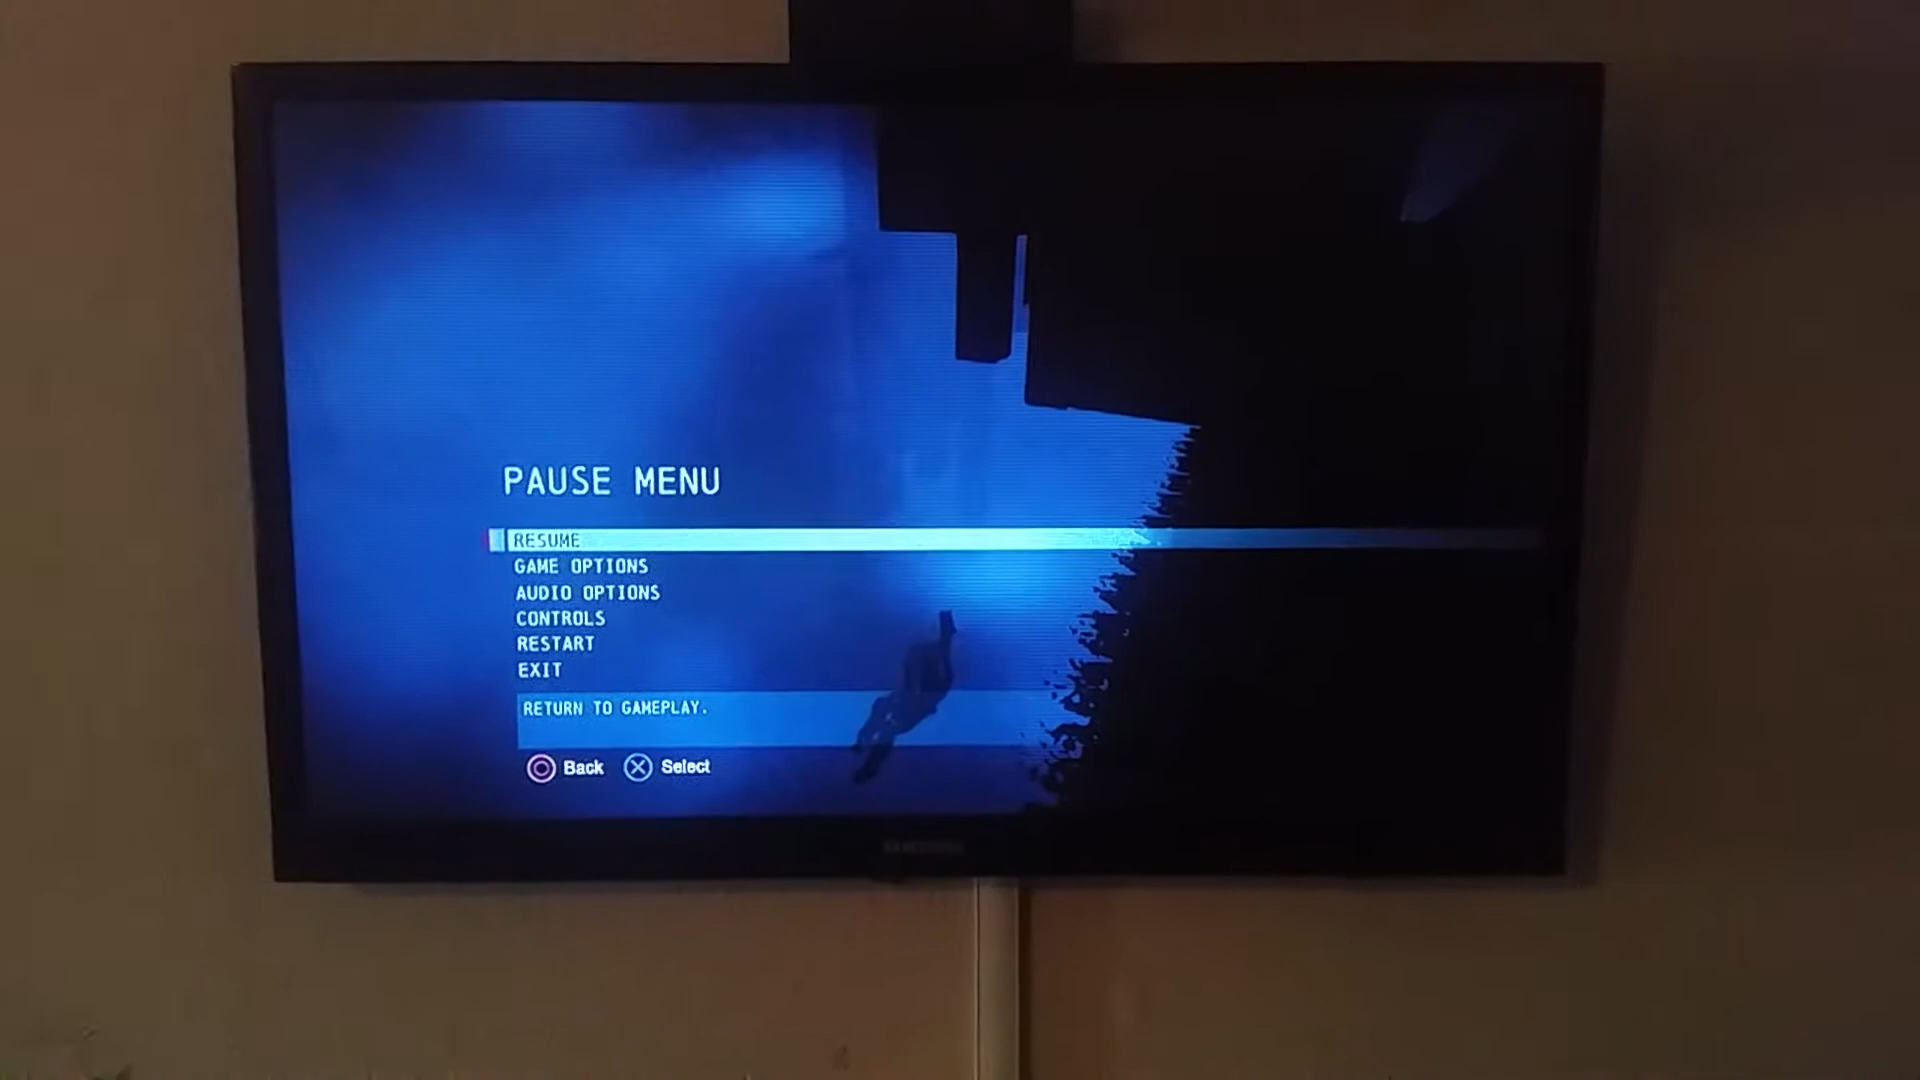 PAUSE MENU
RESUME
GAME OPTIONS
AUDIO OPTIONS
CONTROLS
RESTART
EXIT
RETURN TO GAMEPLAY.
Back Select